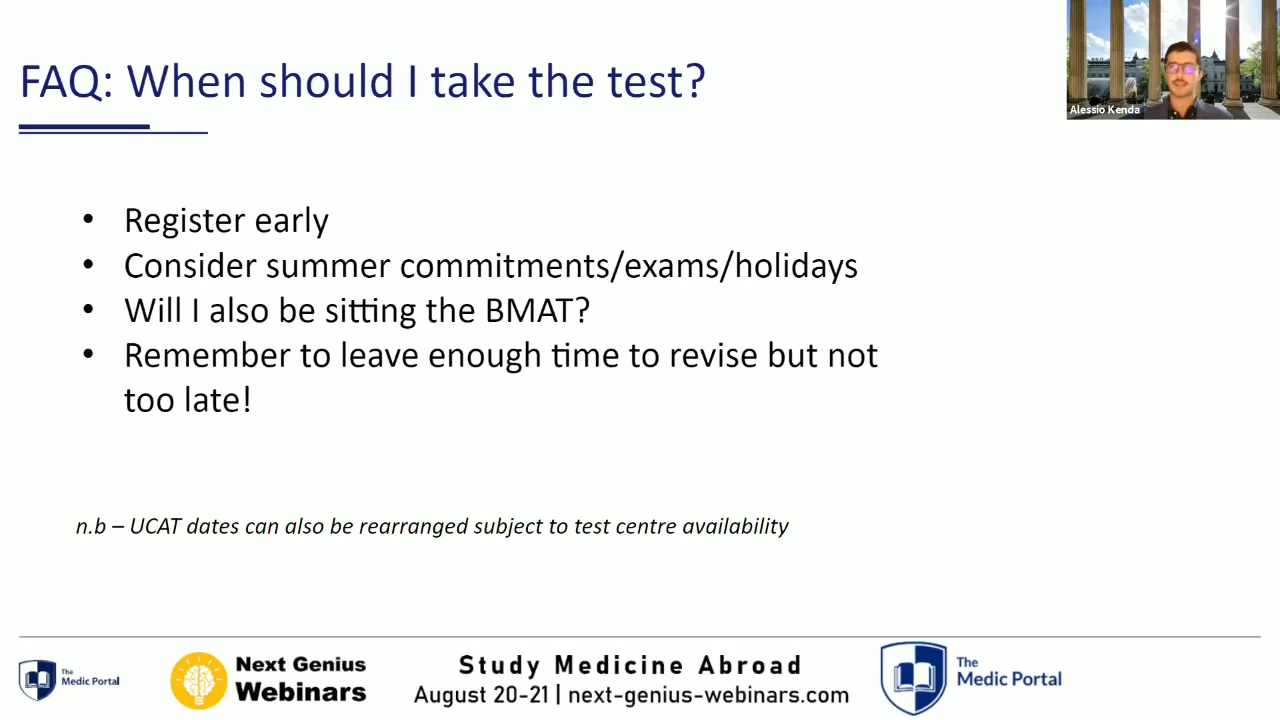 FAQ: When should I take the test?
Alessio Kenda
• Register early
• Consider summer commitments/exams/holidays
• Will I also be sitting the BMAT?
• Remember to leave enough time to revise but not
too late!
n.b – UCAT dates can also be rearranged subject to test centre availability
The
Medic Portal
Next Genius
Webinars
Study Medicine Abroad
August 20-21 | next-genius-webinars.com
The
Medic Portal